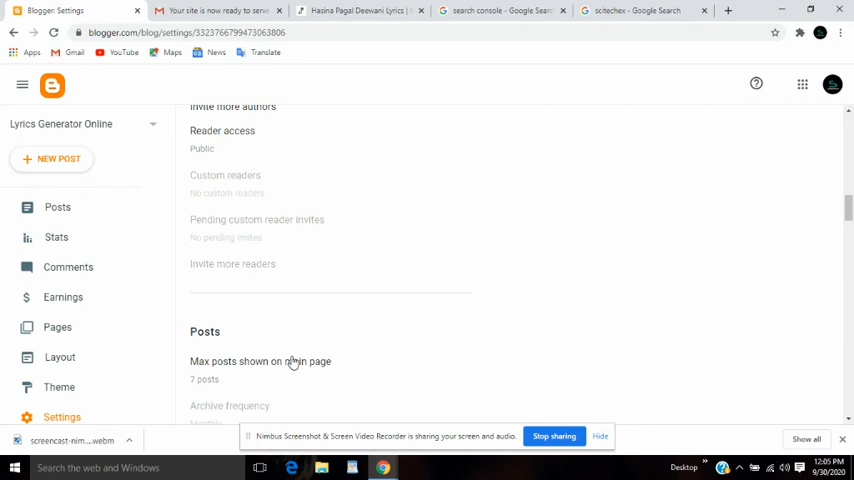 Blogger: Settings
Your site is now ready to serve
Hasina Pagal Deewani Lyrics |
search console - Google Searc
scitechex - Google Search
blogger.com/blog/settings/3323766799473063806
Apps
Gmail
YouTube
Maps
News
Translate
Lyrics Generator Online
NEW POST
Posts
Stats
Comments
Earnings
Pages
Layout
Theme
Settings
Invite more authors
Reader access
Public
Custom readers
No custom readers
Pending custom reader invites
No pending invites
Invite more readers
Posts
Max posts shown on main page
7 posts
Archive frequency
Monthly
Nimbus Screenshot & Screen Video Recorder is sharing your screen and audio.
Stop sharing
Hide
screencast-nim....webm
Show all
Search the web and Windows
Desktop
12:05 PM
9/30/2020